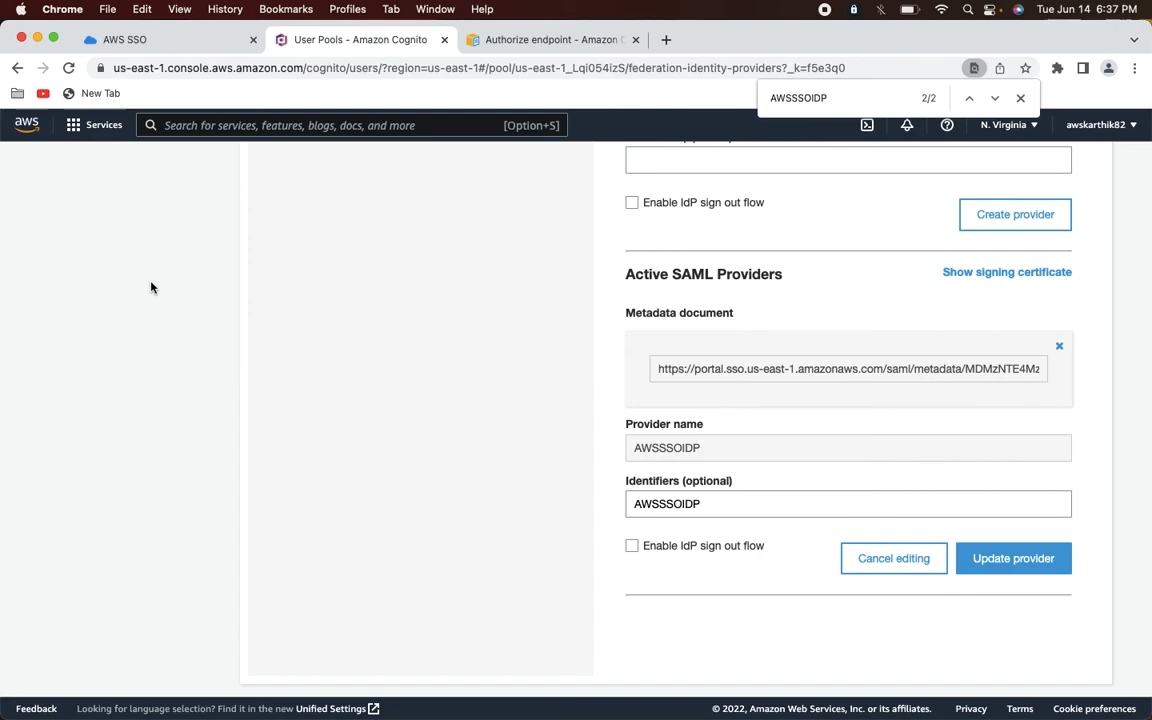 Chrome File Edit View History Bookmarks Profiles Tab Window Help Tue Jun 14 6:37 PM
AWS SSO User Pools - Amazon Cognito Authorize endpoint - Amazon C
us-east-1.console.aws.amazon.com/cognito/users/?region=us-east-1#/pool/us-east-1_Lqi054izS/federation-identity-providers?_k=f5e3q0
New Tab
AWSSSOIDP 2/2
aws Services Search for services, features, blogs, docs, and more [Option+S] N. Virginia awskarthik82
Enable IdP sign out flow
Create provider
Active SAML Providers Show signing certificate
Metadata document
https://portal.sso.us-east-1.amazonaws.com/saml/metadata/MDMzNTE4Mz
Provider name
AWSSSOIDP
Identifiers (optional)
AWSSSOIDP
Enable IdP sign out flow
Cancel editing Update provider
Feedback Looking for language selection? Find it in the new Unified Settings © 2022, Amazon Web Services, Inc. or its affiliates. Privacy Terms Cookie preferences